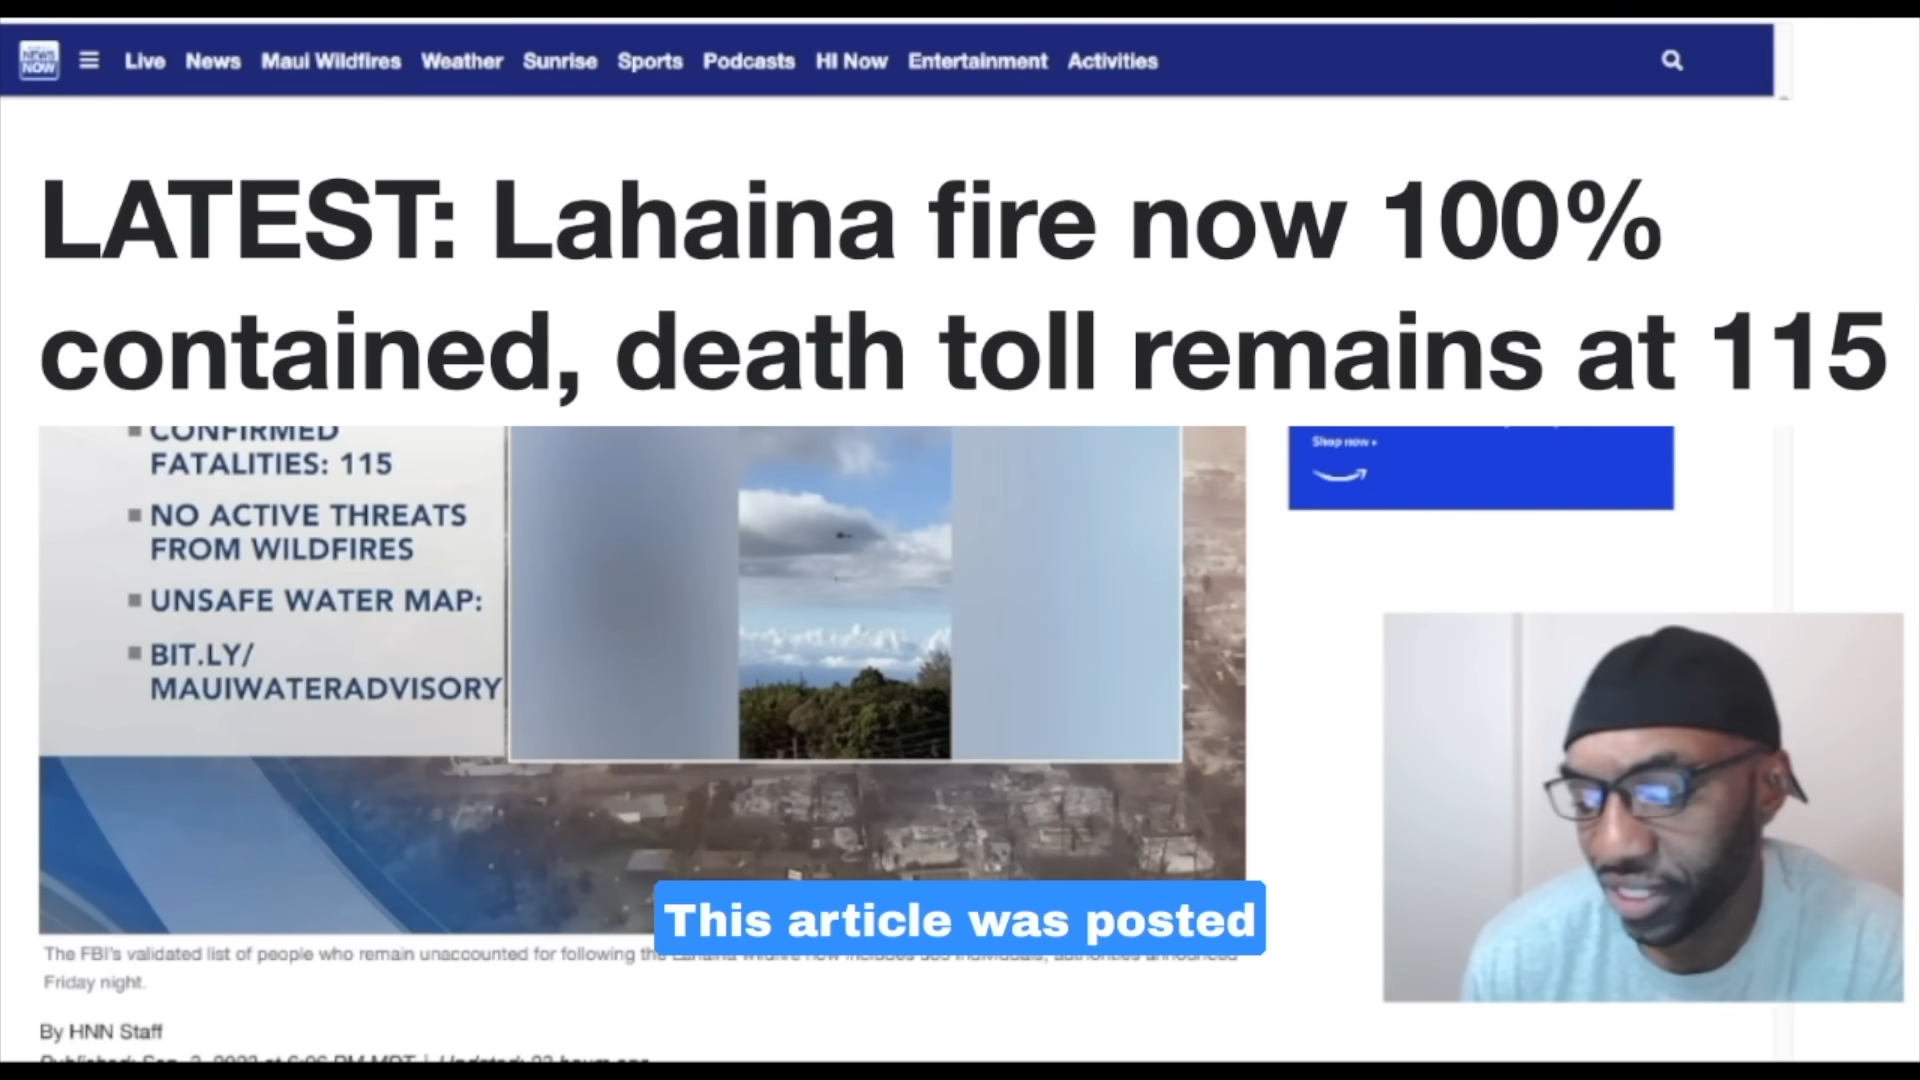 NEWS
NOW
Live News Maui Wildfires Weather Sunrise Sports Podcasts HI Now Entertainment Activities
LATEST: Lahaina fire now 100%
contained, death toll remains at 115
CONFIRMED
FATALITIES: 115
NO ACTIVE THREATS
FROM WILDFIRES
UNSAFE WATER MAP:
BIT.LY/
MAUIWATERADVISORY
Shop now
This article was posted
The FBI's validated list of people who remain unaccounted for following the
Friday night.
By HNN Staff